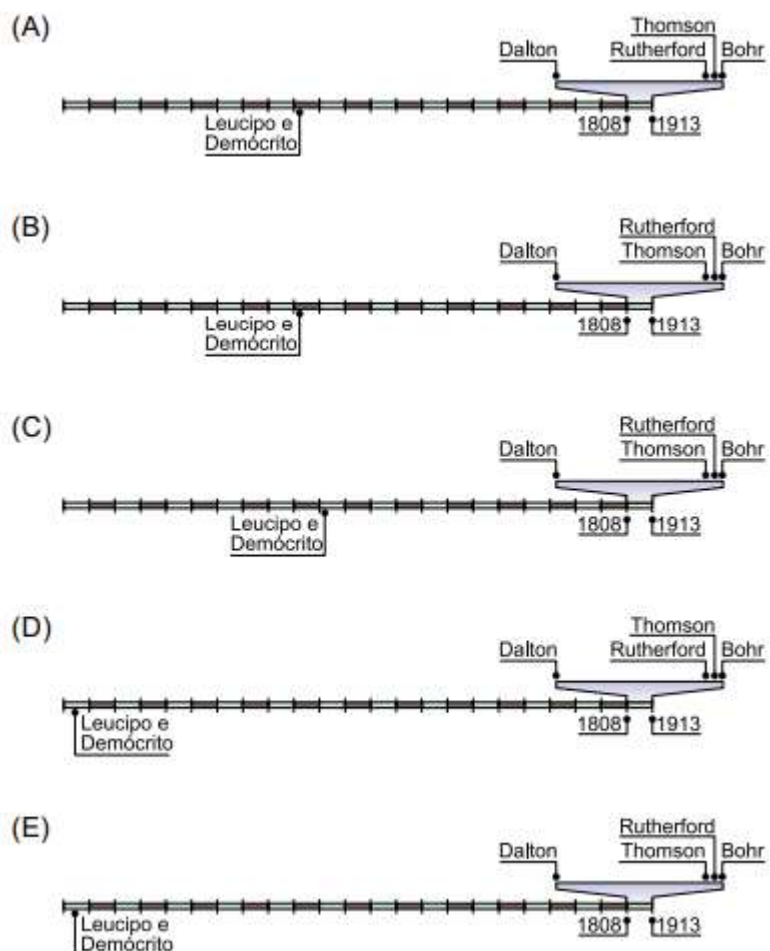 (A)
Thomson
Dalton Rutherford Bohr
Leucipo e
Demócrito
1808 1913
(B)
Rutherford
Dalton Thomson Bohr
Leucipo e
Demócrito
1808 1913
(C)
Rutherford
Dalton Thomson Bohr
Leucipo e
Demócrito
1808 1913
(D)
Thomson
Dalton Rutherford Bohr
Leucipo e
Demócrito
1808 1913
(E)
Rutherford
Dalton Thomson Bohr
Leucipo e
Demócrito
1808 1913